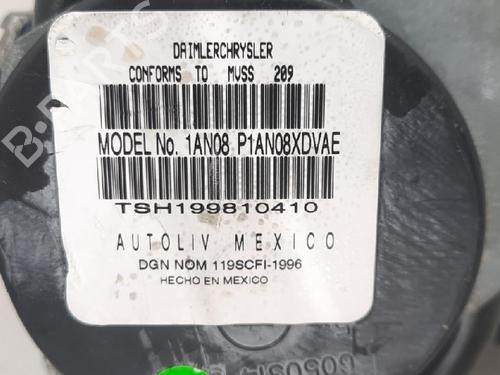 DAIMLERCHRYSLER
CONFORMS TO MVSS 209
MODEL No. 1AN08 P1AN08XDVAE
TSH199810410
AUTOLIV MEXICO
DGN NOM 119SCFI-1996
HECHO EN MEXICO